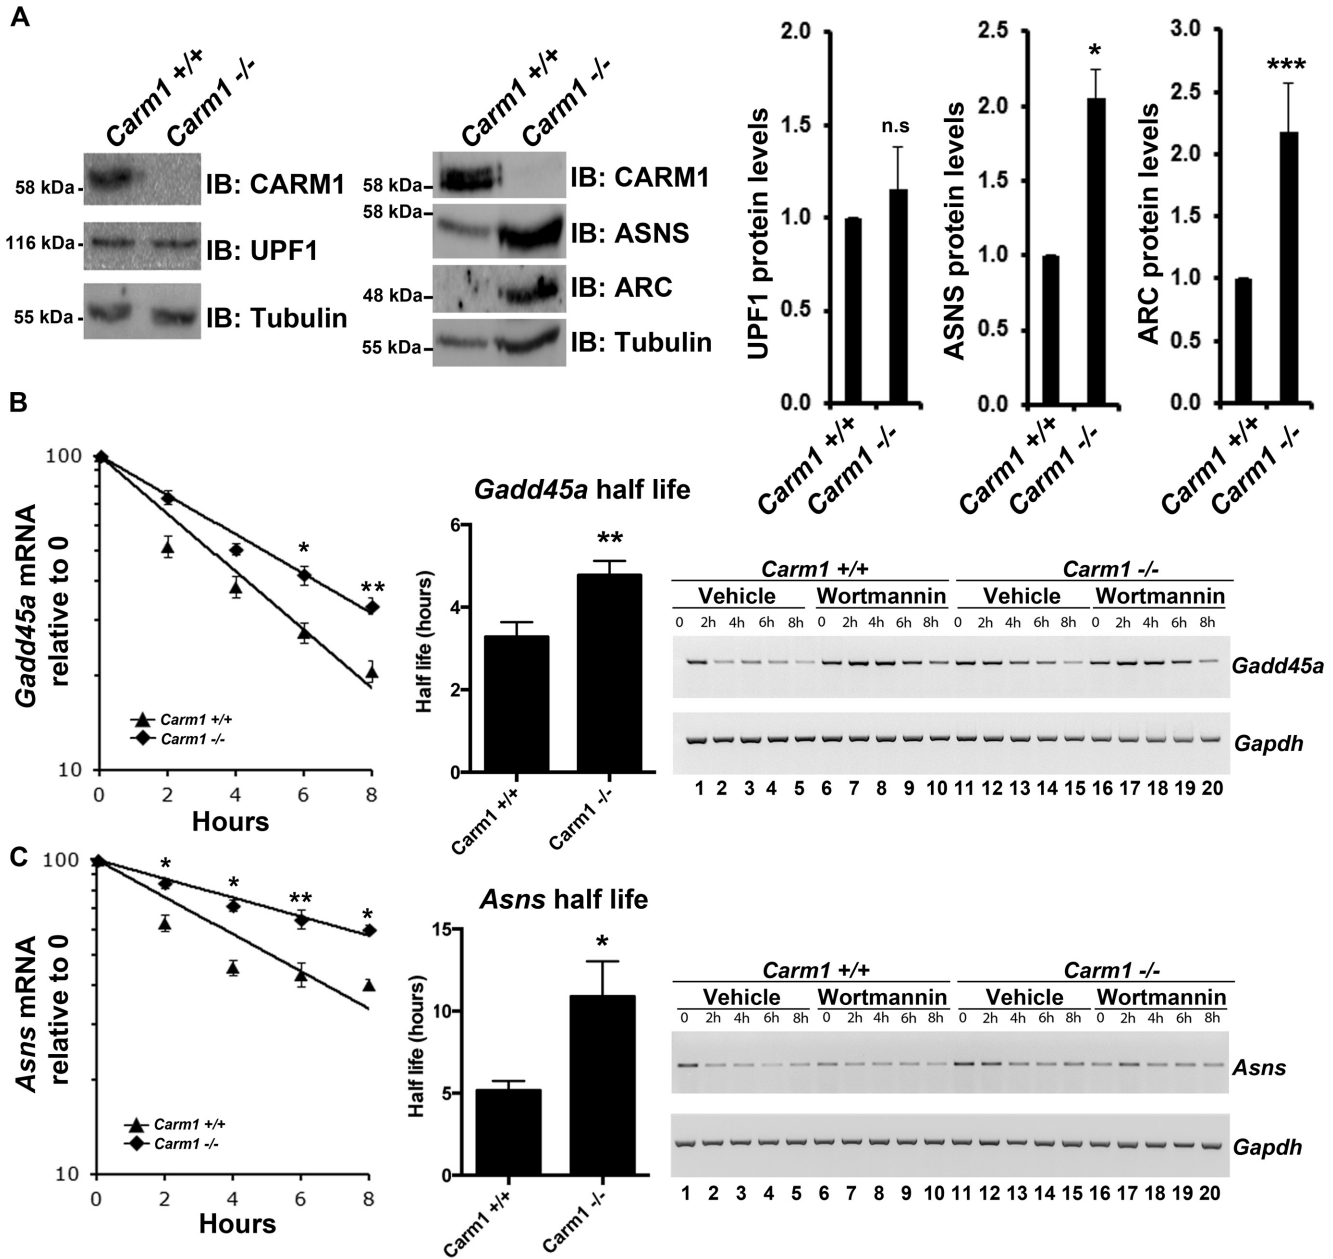 A
Carm1 +/+
Carm1 -/-
58 kDa
IB: CARM1
116 kDa
IB: UPF1
55 kDa
IB: Tubulin
Carm1 +/+
Carm1 -/-
58 kDa
IB: CARM1
58 kDa
IB: ASNS
48 kDa
IB: ARC
55 kDa
IB: Tubulin
UPF1 protein levels
2.0
1.5
1.0
0.5
0.0
n.s
Carm1 +/+
Carm1 -/-
ASNS protein levels
2.5
2.0
1.5
1.0
0.5
0.0
*
Carm1 +/+
Carm1 -/-
ARC protein levels
3.0
2.5
2.0
1.5
1.0
0.5
0.0
***
Carm1 +/+
Carm1 -/-
B
Gadd45a mRNA
relative to 0
100
10
*
**
Carm1 +/+
Carm1 -/-
0 2 4 6 8
Hours
Gadd45a half life
Half life (hours)
6
4
2
0
**
Carm1 +/+
Carm1 -/-
Carm1 +/+ Carm1 -/-
Vehicle Wortmannin Vehicle Wortmannin
0 2h 4h 6h 8h 0 2h 4h 6h 8h 0 2h 4h 6h 8h 0 2h 4h 6h 8h
Gadd45a
Gapdh
1 2 3 4 5 6 7 8 9 10 11 12 13 14 15 16 17 18 19 20
C
Asns mRNA
relative to 0
100
10
* * ** *
Carm1 +/+
Carm1 -/-
0 2 4 6 8
Hours
Asns half life
Half life (hours)
15
10
5
0
*
Carm1 +/+
Carm1 -/-
Carm1 +/+ Carm1 -/-
Vehicle Wortmannin Vehicle Wortmannin
0 2h 4h 6h 8h 0 2h 4h 6h 8h 0 2h 4h 6h 8h 0 2h 4h 6h 8h
Asns
Gapdh
1 2 3 4 5 6 7 8 9 10 11 12 13 14 15 16 17 18 19 20